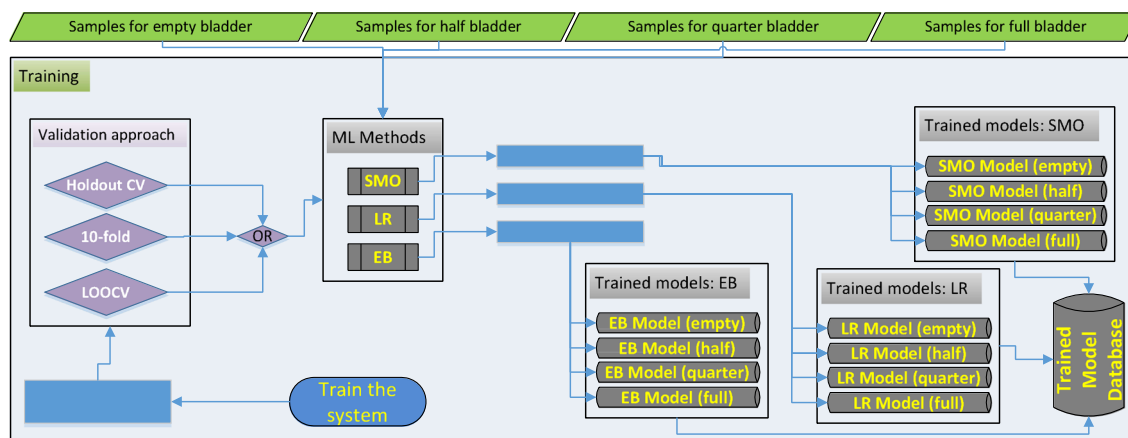 Samples for empty bladder
Samples for half bladder
Samples for quarter bladder
Samples for full bladder
Training
Validation approach
Holdout CV
10-fold
LOOCV
OR
Train the
system
ML Methods
SMO
LR
EB
Trained models: SMO
SMO Model (empty)
SMO Model (half)
SMO Model (quarter)
SMO Model (full)
Trained models: EB
EB Model (empty)
EB Model (half)
EB Model (quarter)
EB Model (full)
Trained models: LR
LR Model (empty)
LR Model (half)
LR Model (quarter)
LR Model (full)
Trained
Model
Database